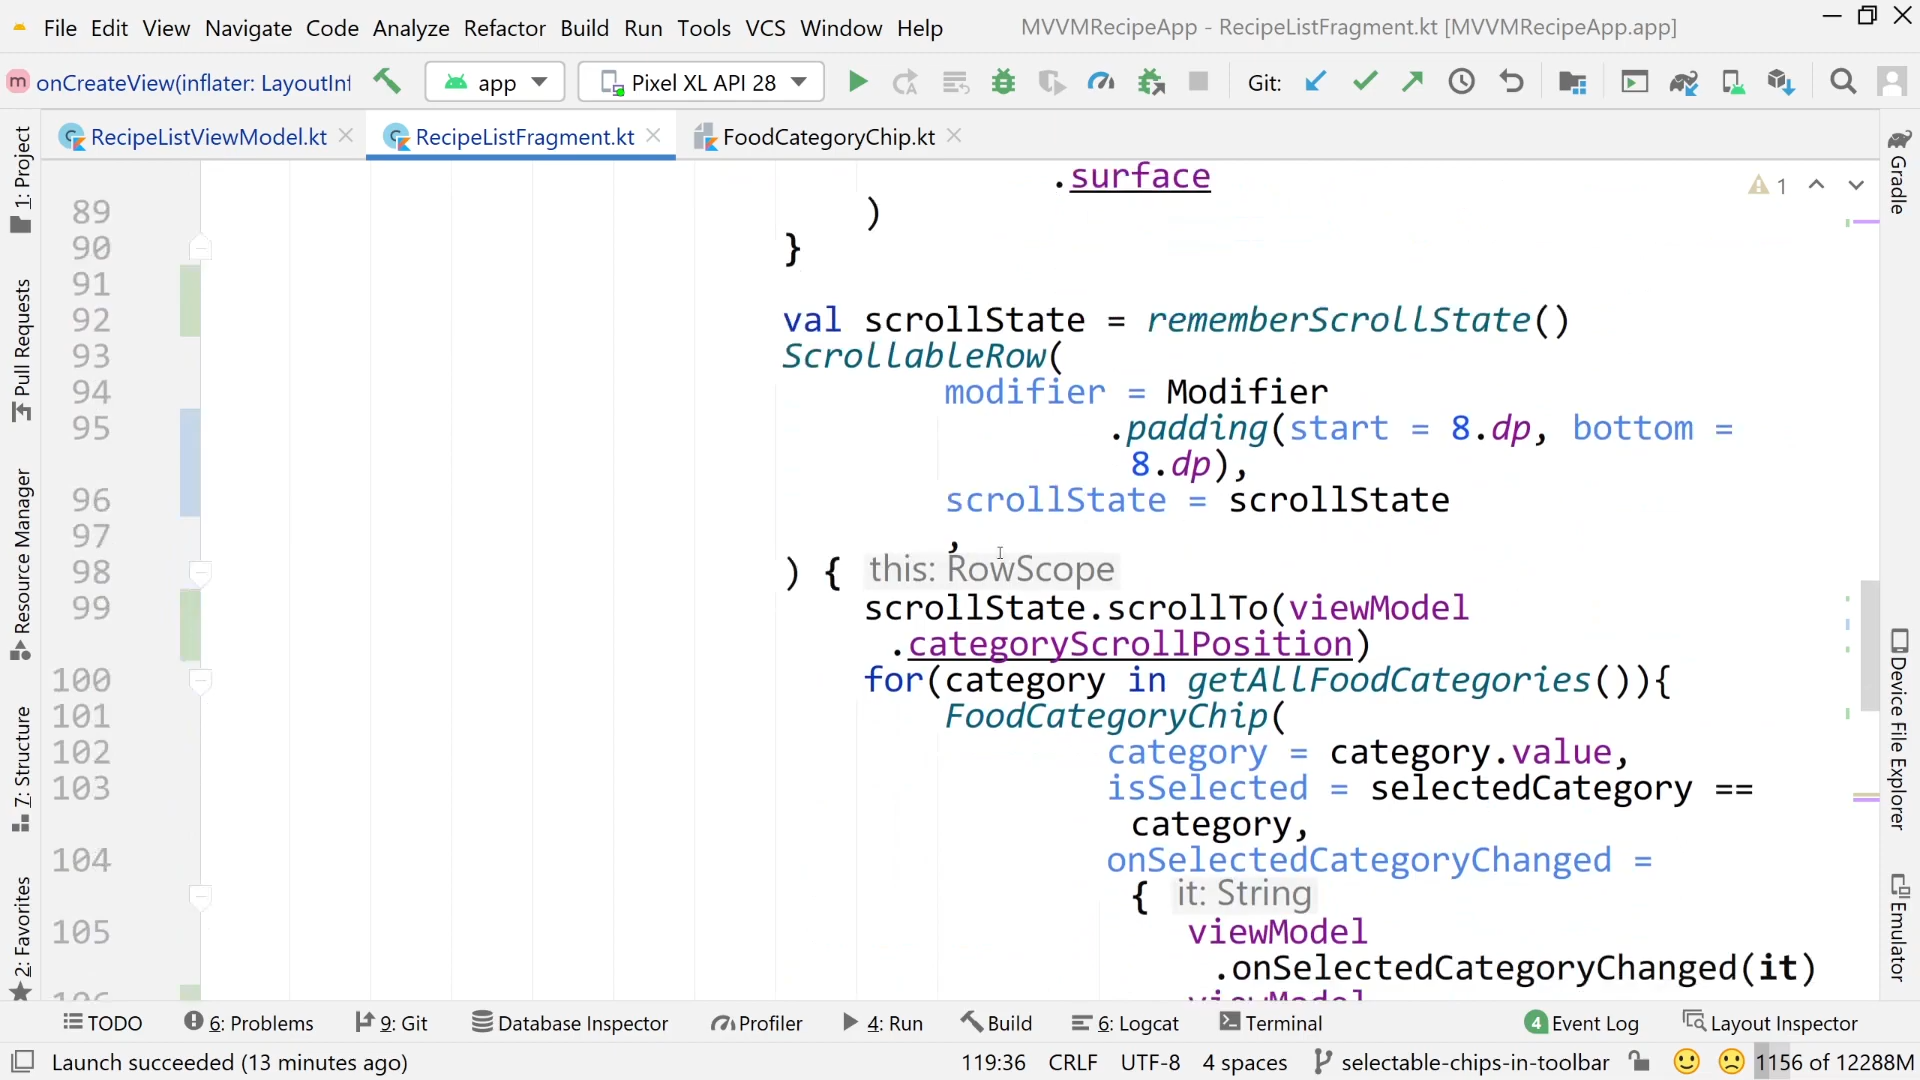 File Edit View Navigate Code Analyze Refactor Build Run Tools VCS Window Help MVVMRecipeApp - RecipeListFragment.kt [MVVMRecipeApp.app]
m onCreateView(inflater: LayoutInf app Pixel XL API 28 Git:
RecipeListViewModel.kt RecipeListFragment.kt FoodCategoryChip.kt
1: Project
Pull Requests
Resource Manager
7: Structure
2: Favorites
.surface
1
89 )
90 }
91
92 val scrollState = rememberScrollState()
93 ScrollableRow(
94 modifier = Modifier
95 .padding(start = 8.dp, bottom =
8.dp),
96 scrollState = scrollState
97 ,
98 ) { this: RowScope
99 scrollState.scrollTo(viewModel
.categoryScrollPosition)
100 for(category in getAllFoodCategories()){
101 FoodCategoryChip(
102 category = category.value,
103 isSelected = selectedCategory ==
category,
104 onSelectedCategoryChanged =
{ it: String
105 viewModel
.onSelectedCategoryChanged(it)
106 viewModel
Gradle
Device File Explorer
Emulator
TODO 6: Problems 9: Git Database Inspector Profiler 4: Run Build 6: Logcat Terminal 4 Event Log Layout Inspector
Launch succeeded (13 minutes ago) 119:36 CRLF UTF-8 4 spaces selectable-chips-in-toolbar 1156 of 12288M